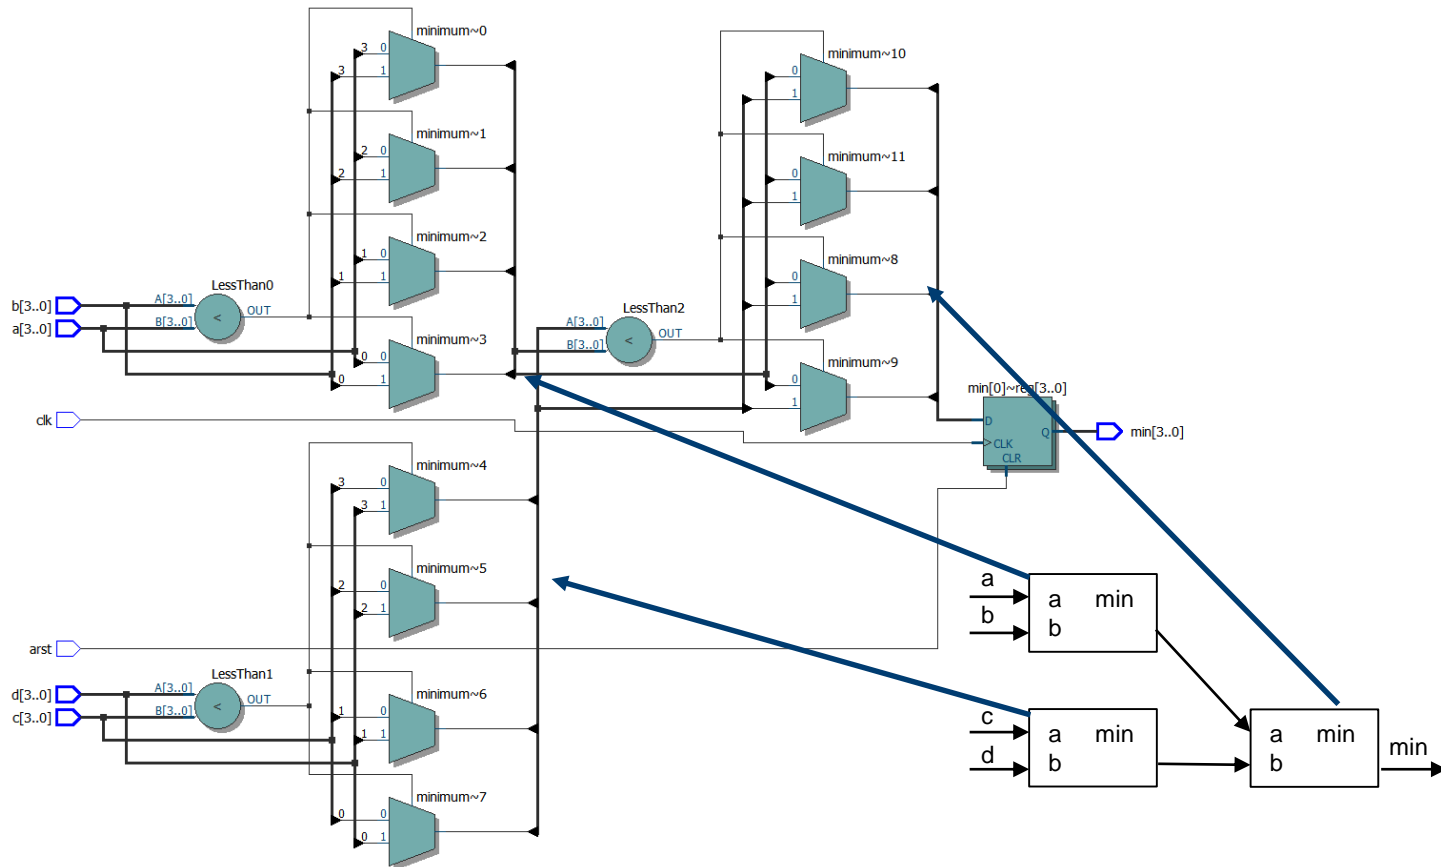 minimum~0
3 0
3 1
minimum~1
2 0
2 1
minimum~2
1 0
1 1
minimum~3
0 0
0 1
LessThan0
b[3..0]
a[3..0]
A[3..0]
B[3..0]
<
OUT
clk
minimum~10
0
1
minimum~11
0
1
minimum~8
0
1
minimum~9
0
1
LessThan2
A[3..0]
B[3..0]
<
OUT
min[0]~reg[3..0]
D
Q
CLK
CLR
min[3..0]
minimum~4
3 0
3 1
minimum~5
2 0
2 1
minimum~6
1 0
1 1
minimum~7
0 0
0 1
arst
LessThan1
d[3..0]
c[3..0]
A[3..0]
B[3..0]
<
OUT
a
b
a min
b
c
d
a min
b
a min
b
min